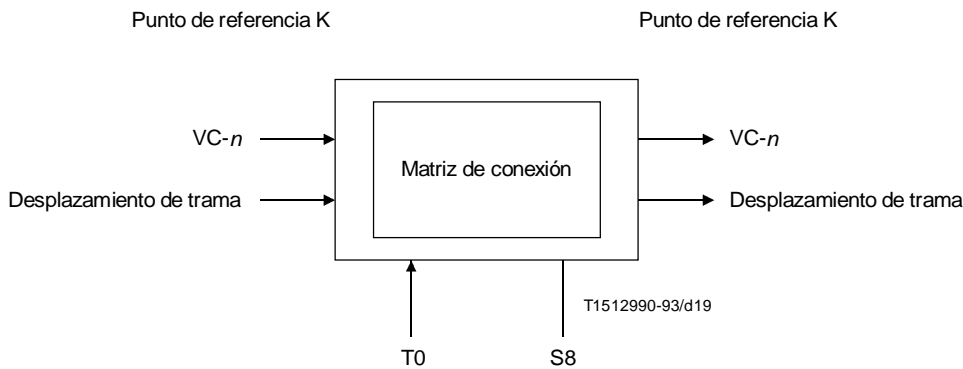 Punto de referencia K
Punto de referencia K
VC-n
VC-n
Matriz de conexión
Desplazamiento de trama
Desplazamiento de trama
T1512990-93/d19
T0
S8